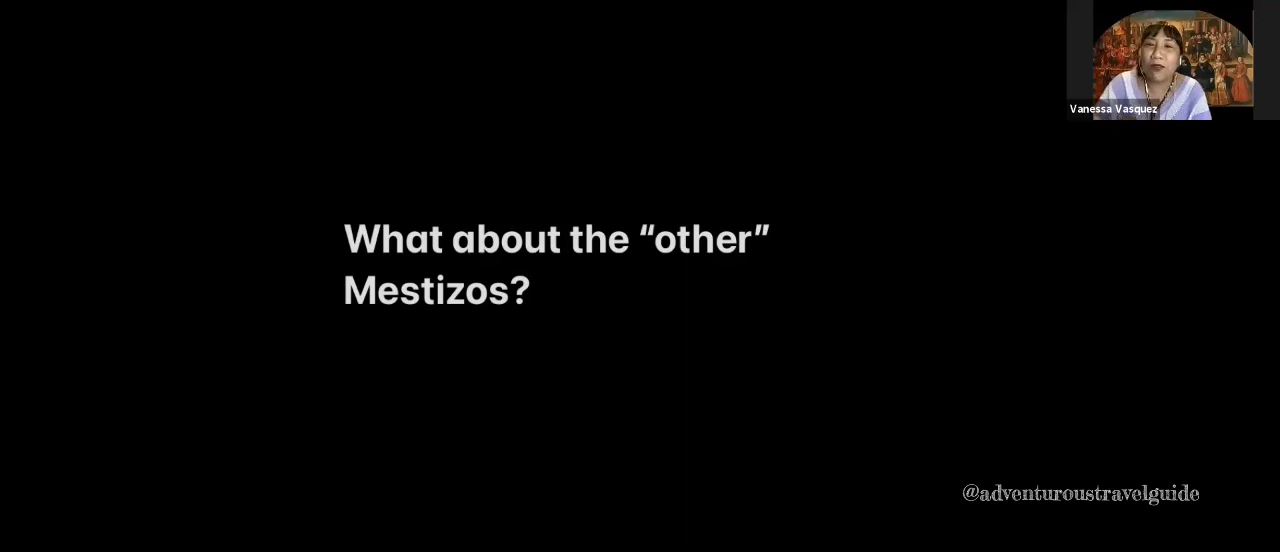 Vanessa Vasquez
What about the “other”
Mestizos?
@adventuroustravelguide